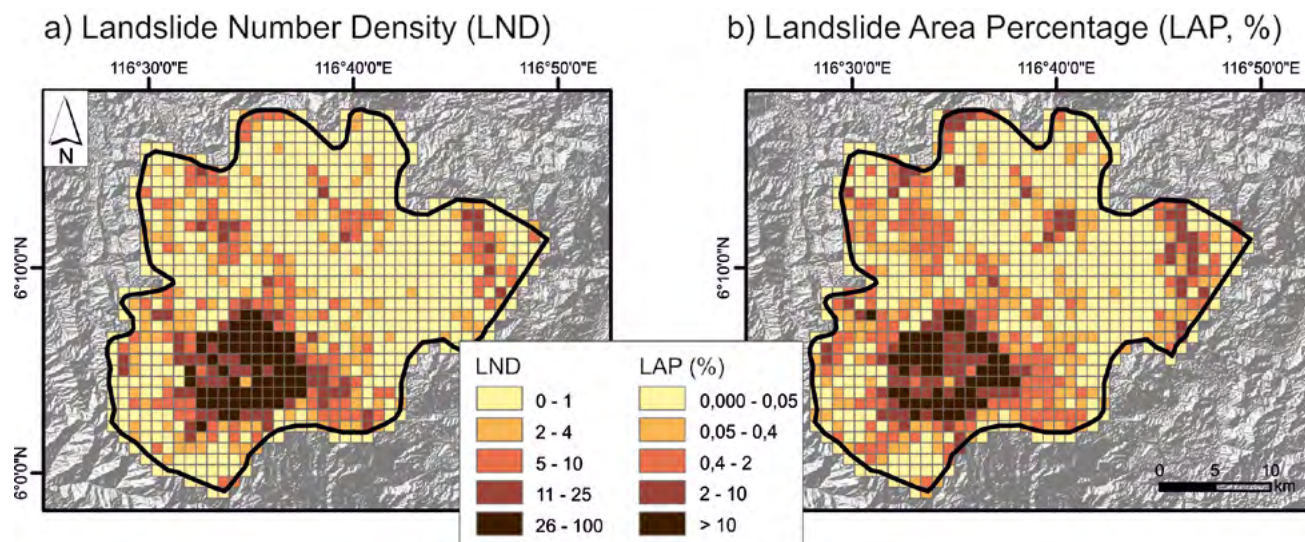 a) Landslide Number Density (LND)
b) Landslide Area Percentage (LAP, %)
116°30'0"E
116°40'0"E
116°30'0"E
116°40'0"E
116°50'0"E
N
6°10'0"N
6°0'0"N
6°10'0"N
6°0'0"N
LND
0 - 1
2 - 4
5 - 10
11 - 25
26 - 100
LAP (%)
0,000 - 0,05
0,05 - 0,4
0,4 - 2
2 - 10
> 10
0 5 10
km